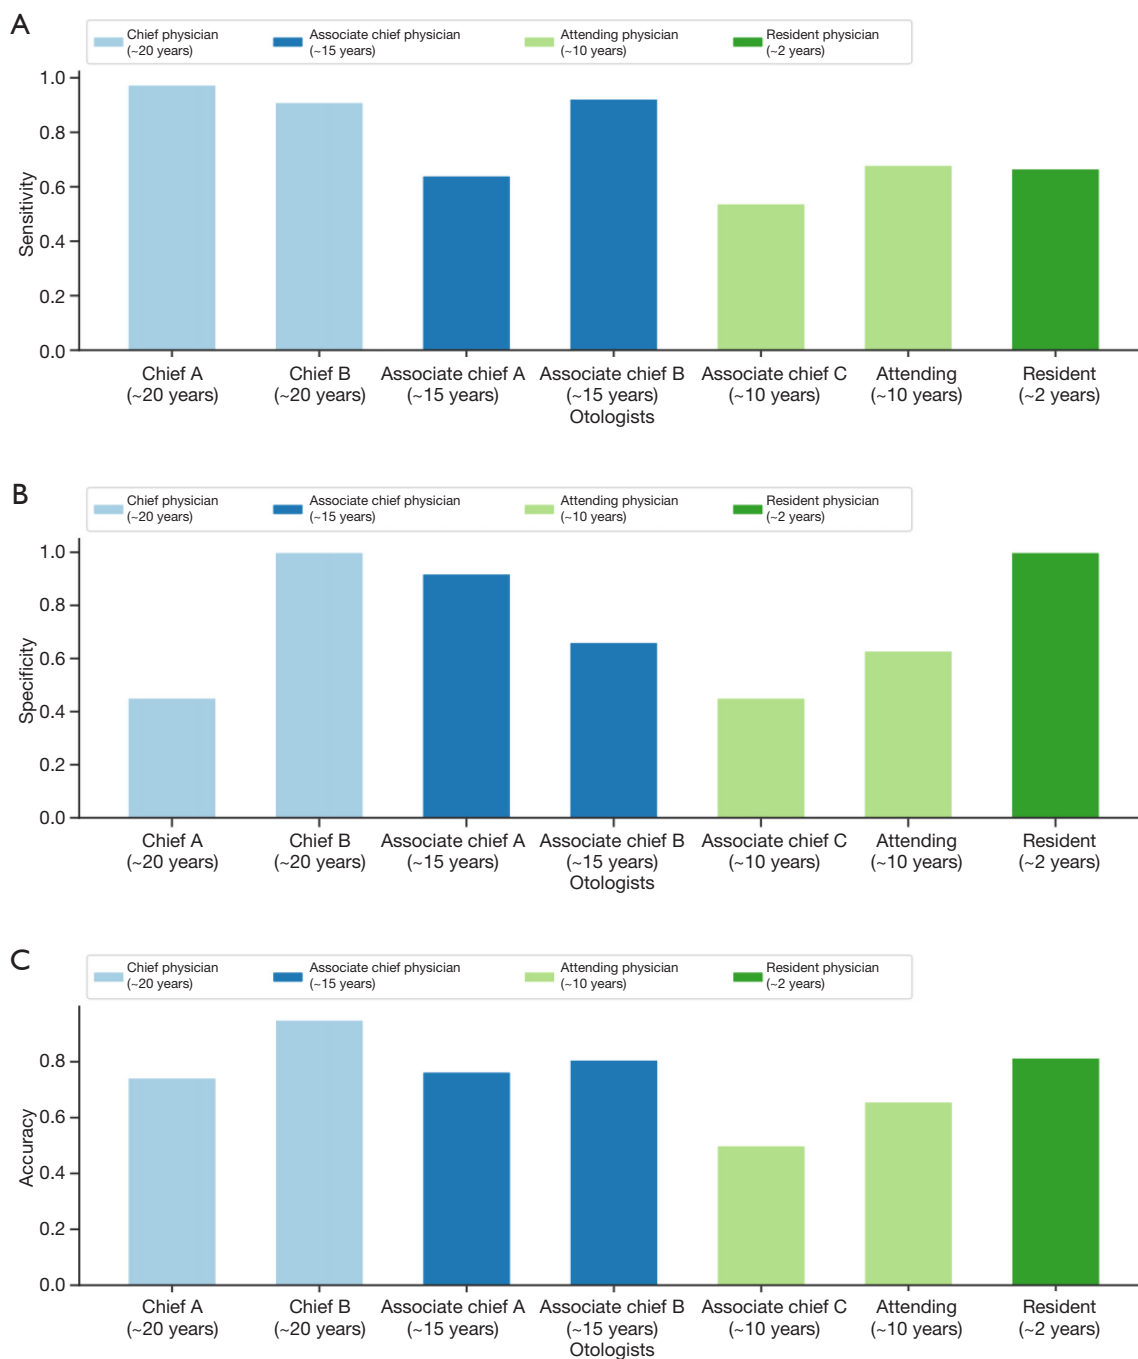 A
Chief physician
(~20 years)
Associate chief physician
(~15 years)
Attending physician
(~10 years)
Resident physician
(~2 years)
Sensitivity
1.0
0.8
0.6
0.4
0.2
0.0
Chief A
(~20 years)
Chief B
(~20 years)
Associate chief A
(~15 years)
Associate chief B
(~15 years)
Associate chief C
(~10 years)
Attending
(~10 years)
Resident
(~2 years)
Otologists
B
Chief physician
(~20 years)
Associate chief physician
(~15 years)
Attending physician
(~10 years)
Resident physician
(~2 years)
Specificity
1.0
0.8
0.6
0.4
0.2
0.0
Chief A
(~20 years)
Chief B
(~20 years)
Associate chief A
(~15 years)
Associate chief B
(~15 years)
Associate chief C
(~10 years)
Attending
(~10 years)
Resident
(~2 years)
Otologists
C
Chief physician
(~20 years)
Associate chief physician
(~15 years)
Attending physician
(~10 years)
Resident physician
(~2 years)
Accuracy
0.8
0.6
0.4
0.2
0.0
Chief A
(~20 years)
Chief B
(~20 years)
Associate chief A
(~15 years)
Associate chief B
(~15 years)
Associate chief C
(~10 years)
Attending
(~10 years)
Resident
(~2 years)
Otologists